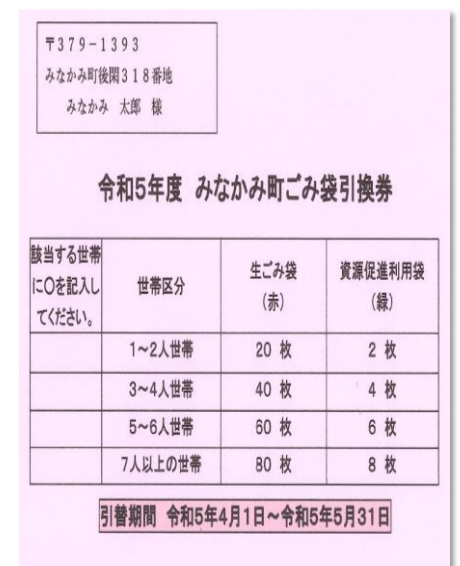 〒379-1393
みなかみ町後閑318番地
みなかみ 太郎 様
令和5年度 みなかみ町ごみ袋引換券
該当する世帯に〇を記入してください。 世帯区分 生ごみ袋(赤) 資源促進利用袋(緑)
1~2人世帯 20 枚 2 枚
3~4人世帯 40 枚 4 枚
5~6人世帯 60 枚 6 枚
7人以上の世帯 80 枚 8 枚
引替期間 令和5年4月1日~令和5年5月31日